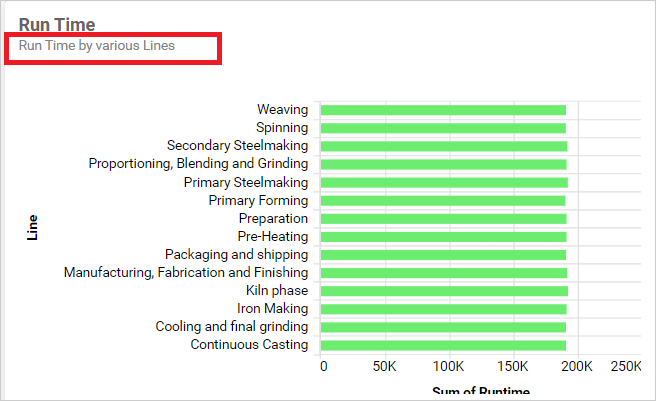 Run Time
Run Time by various Lines
Line
Weaving
Spinning
Secondary Steelmaking
Proportioning, Blending and Grinding
Primary Steelmaking
Primary Forming
Preparation
Pre-Heating
Packaging and shipping
Manufacturing, Fabrication and Finishing
Kiln phase
Iron Making
Cooling and final grinding
Continuous Casting
0 50K 100K 150K 200K 250K
Sum of Runtime